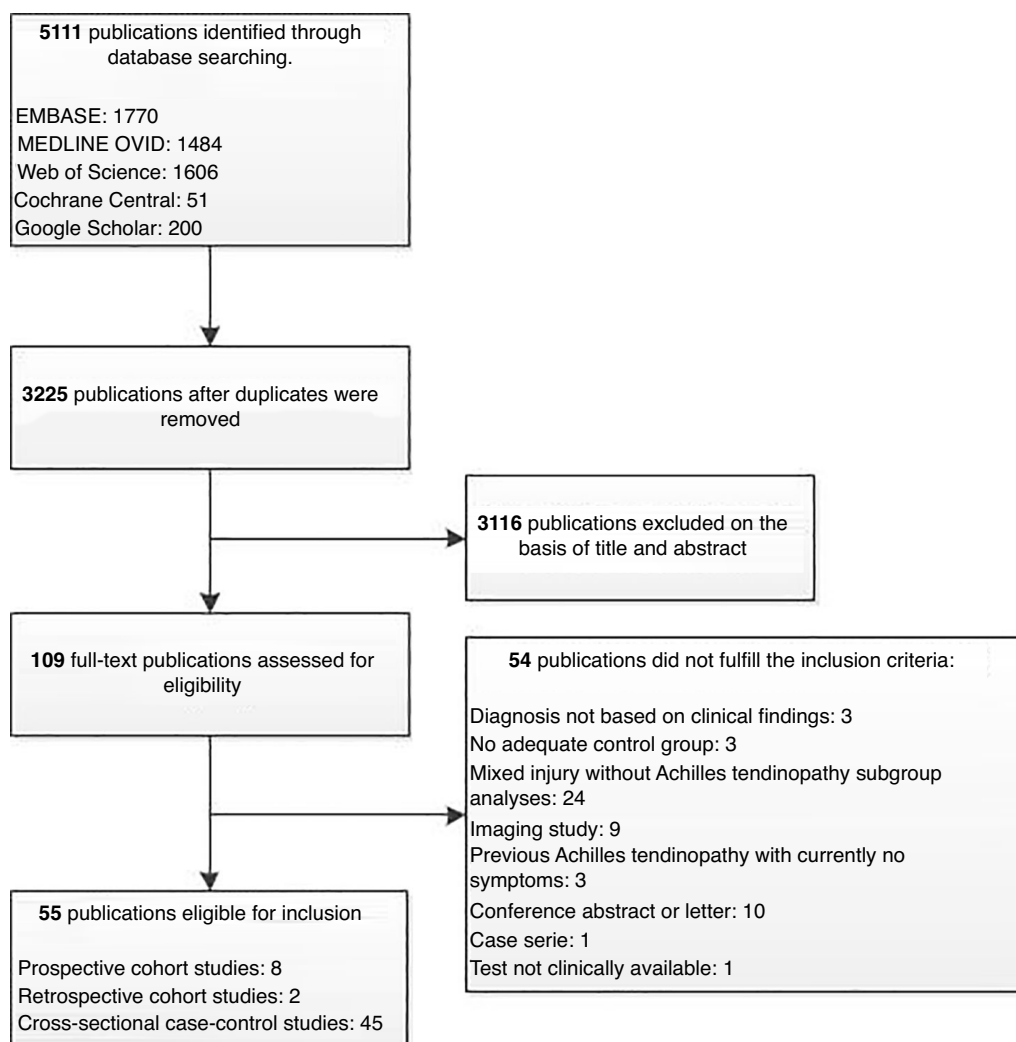 5111 publications identified through
database searching.
EMBASE: 1770
MEDLINE OVID: 1484
Web of Science: 1606
Cochrane Central: 51
Google Scholar: 200
3225 publications after duplicates were
removed
3116 publications excluded on the
basis of title and abstract
109 full-text publications assessed for
eligibility
54 publications did not fulfill the inclusion criteria:
Diagnosis not based on clinical findings: 3
No adequate control group: 3
Mixed injury without Achilles tendinopathy subgroup
analyses: 24
Imaging study: 9
Previous Achilles tendinopathy with currently no
symptoms: 3
Conference abstract or letter: 10
Case serie: 1
Test not clinically available: 1
55 publications eligible for inclusion
Prospective cohort studies: 8
Retrospective cohort studies: 2
Cross-sectional case-control studies: 45